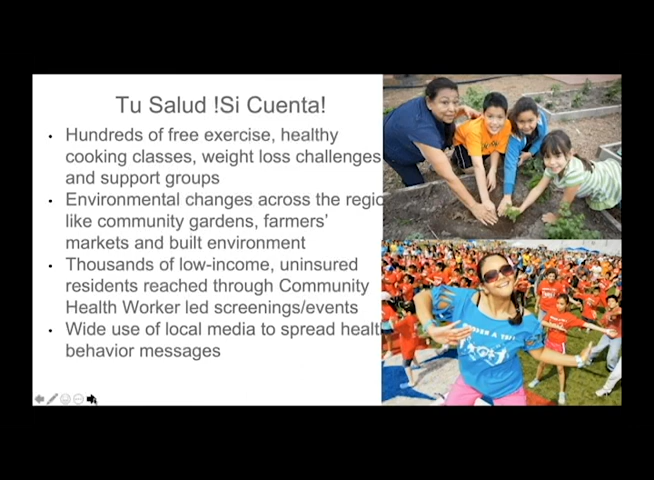 Tu Salud !Si Cuenta!
• Hundreds of free exercise, healthy
cooking classes, weight loss challenges
and support groups
• Environmental changes across the regio
like community gardens, farmers'
markets and built environment
• Thousands of low-income, uninsured
residents reached through Community
Health Worker led screenings/events
• Wide use of local media to spread healt
behavior messages